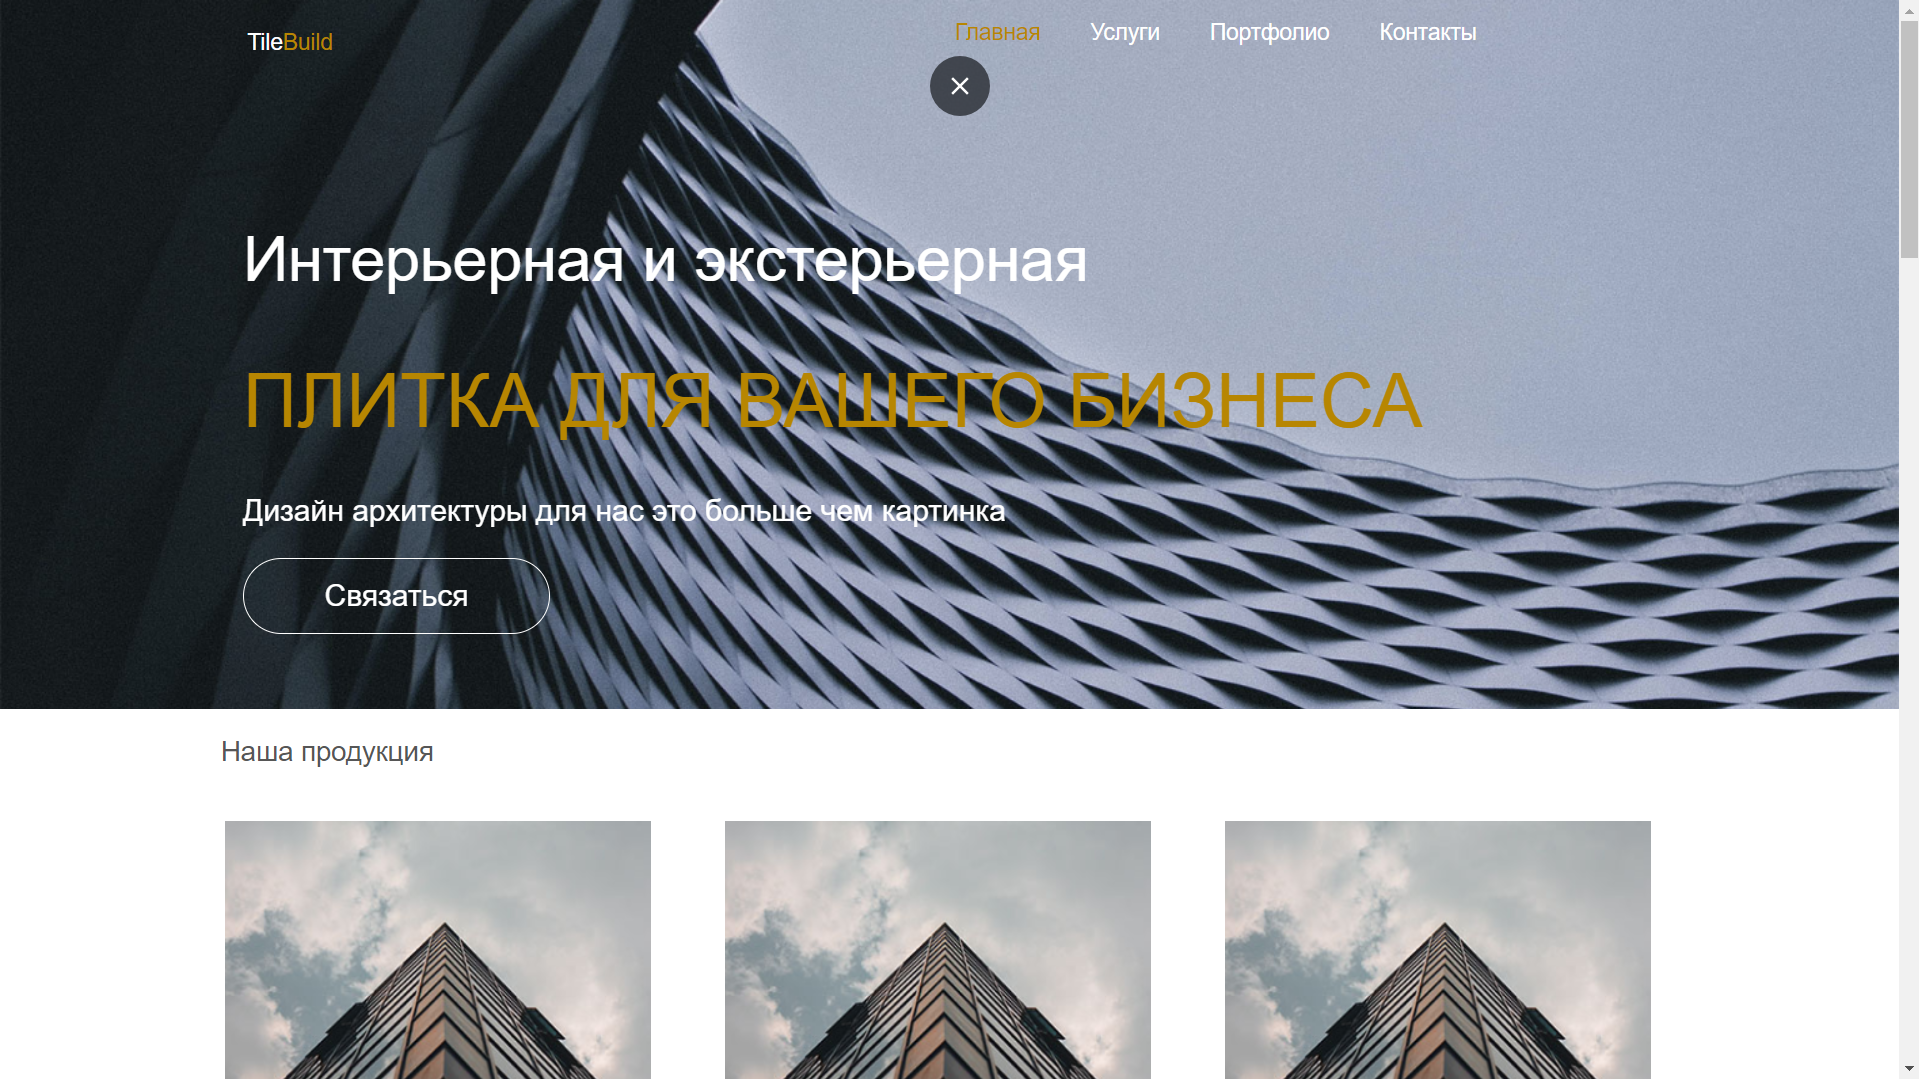 TileBuild
Главная Услуги Портфолио Контакты
Интерьерная и экстерьерная
ПЛИТКА ДЛЯ ВАШЕГО БИЗНЕСА
Дизайн архитектуры для нас это больше чем картинка
Связаться
Наша продукция